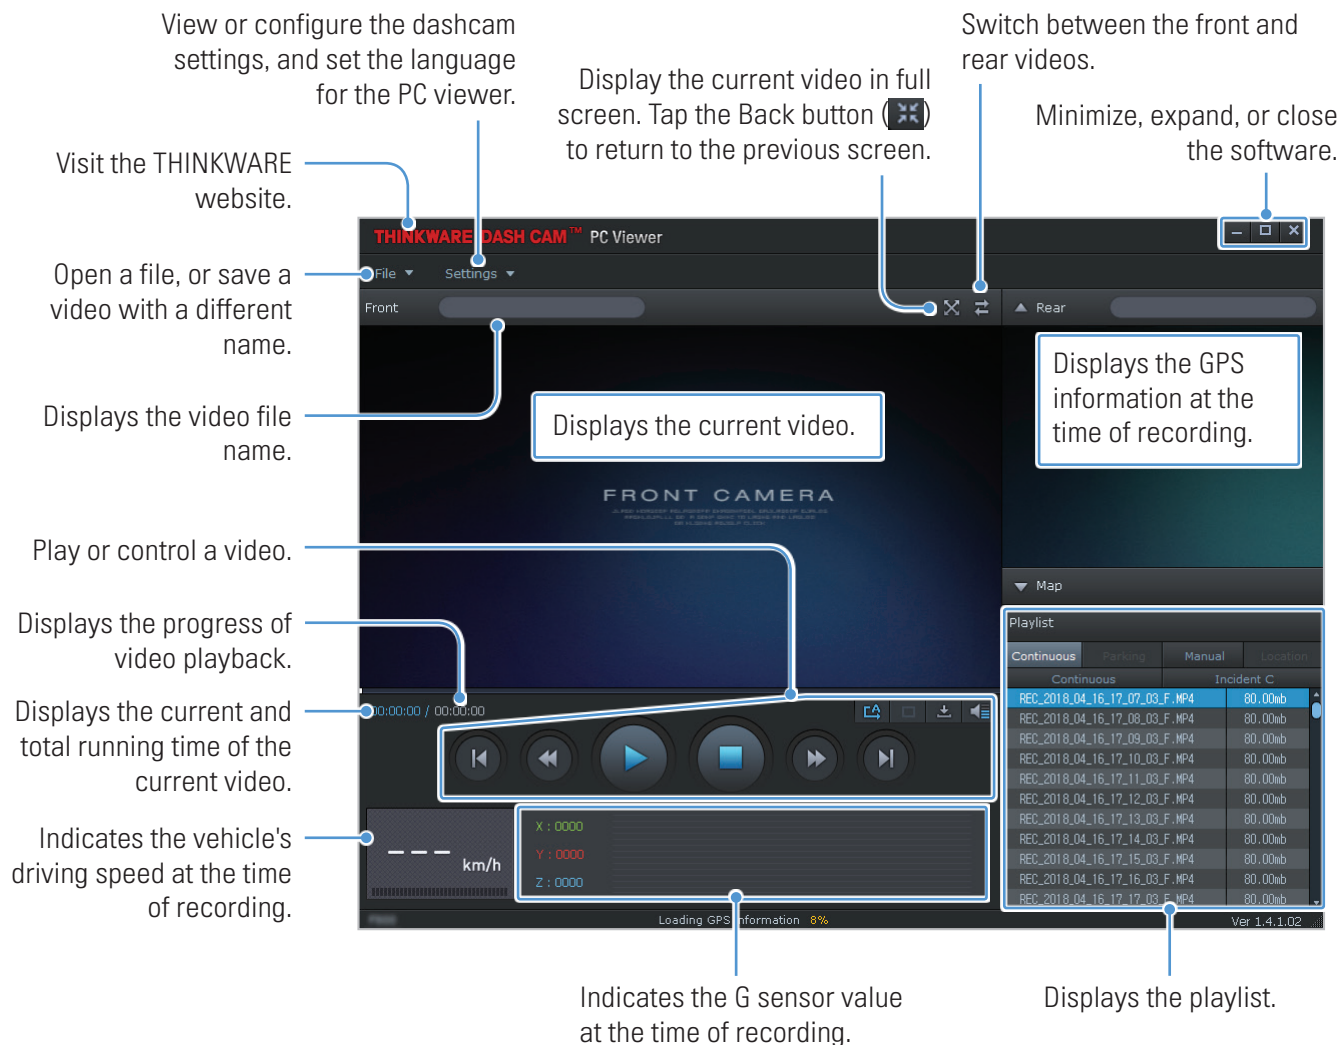 View or configure the dashcam
settings, and set the language
for the PC viewer.
Switch between the front and
rear videos.
Display the current video in full
screen. Tap the Back button ( )
to return to the previous screen.
Minimize, expand, or close
the software.
Visit the THINKWARE
website.
THINKWARE DASH CAM™ PC Viewer
Open a file, or save a
video with a different
name.
File Settings
Front
Rear
Displays the video file
name.
Displays the current video.
Displays the GPS
information at the
time of recording.
FRONT CAMERA
Play or control a video.
Map
Displays the progress of
video playback.
Playlist
Continuous Parking Manual Location
Continuous Incident C
Displays the current and
total running time of the
current video.
00:00:00 / 00:00:00
REC_2018_04_16_17_07_03_F.MP4 80.00mb
REC_2018_04_16_17_08_03_F.MP4 80.00mb
REC_2018_04_16_17_09_03_F.MP4 80.00mb
REC_2018_04_16_17_10_03_F.MP4 80.00mb
REC_2018_04_16_17_11_03_F.MP4 80.00mb
REC_2018_04_16_17_12_03_F.MP4 80.00mb
REC_2018_04_16_17_13_03_F.MP4 80.00mb
REC_2018_04_16_17_14_03_F.MP4 80.00mb
REC_2018_04_16_17_15_03_F.MP4 80.00mb
REC_2018_04_16_17_16_03_F.MP4 80.00mb
REC_2018_04_16_17_17_03_F.MP4 80.00mb
Indicates the vehicle's
driving speed at the time
of recording.
--- km/h
X : 0000
Y : 0000
Z : 0000
Loading GPS information 8%
Ver 1.4.1.02
Indicates the G sensor value
at the time of recording.
Displays the playlist.